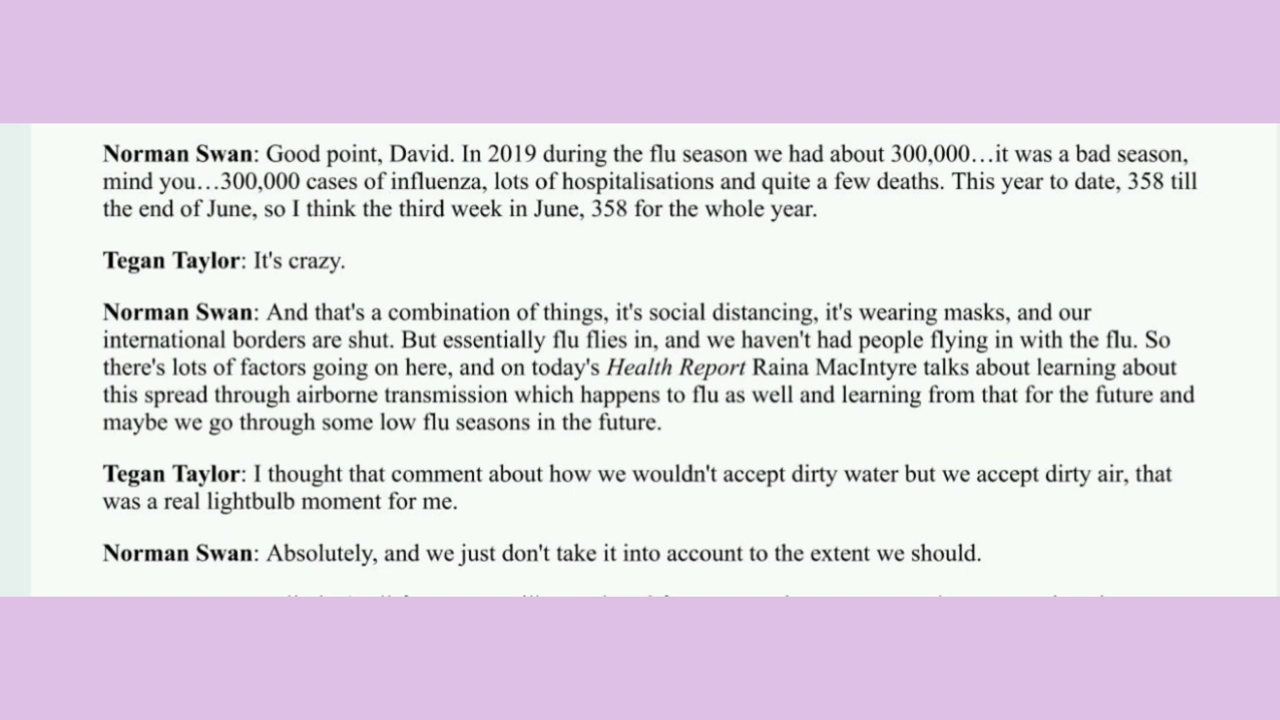 Norman Swan: Good point, David. In 2019 during the flu season we had about 300,000…it was a bad season,
mind you…300,000 cases of influenza, lots of hospitalisations and quite a few deaths. This year to date, 358 till
the end of June, so I think the third week in June, 358 for the whole year.
Tegan Taylor: It's crazy.
Norman Swan: And that's a combination of things, it's social distancing, it's wearing masks, and our
international borders are shut. But essentially flu flies in, and we haven't had people flying in with the flu. So
there's lots of factors going on here, and on today's Health Report Raina MacIntyre talks about learning about
this spread through airborne transmission which happens to flu as well and learning from that for the future and
maybe we go through some low flu seasons in the future.
Tegan Taylor: I thought that comment about how we wouldn't accept dirty water but we accept dirty air, that
was a real lightbulb moment for me.
Norman Swan: Absolutely, and we just don't take it into account to the extent we should.